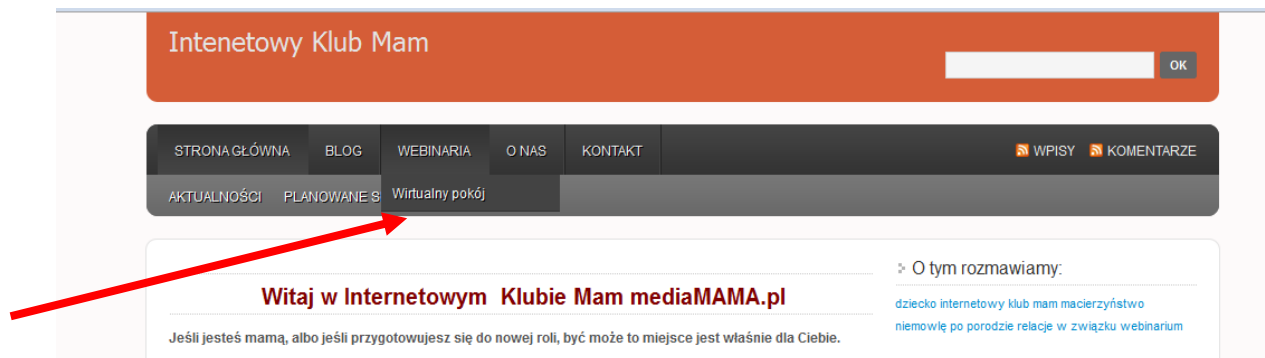 Intenetowy Klub Mam
OK
STRONA GŁÓWNA BLOG WEBINARIA O NAS KONTAKT WPISY KOMENTARZE
AKTUALNOŚCI PLANOWANE S Wirtualny pokój
O tym rozmawiamy:
Witaj w Internetowym Klubie Mam mediaMAMA.pl
dziecko internetowy klub mam macierzyństwo
niemowlę po porodzie relacje w związku webinarium
Jeśli jesteś mamą, albo jeśli przygotowujesz się do nowej roli, być może to miejsce jest właśnie dla Ciebie.